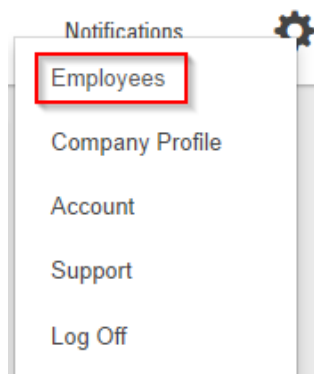 Notifications
Employees
Company Profile
Account
Support
Log Off